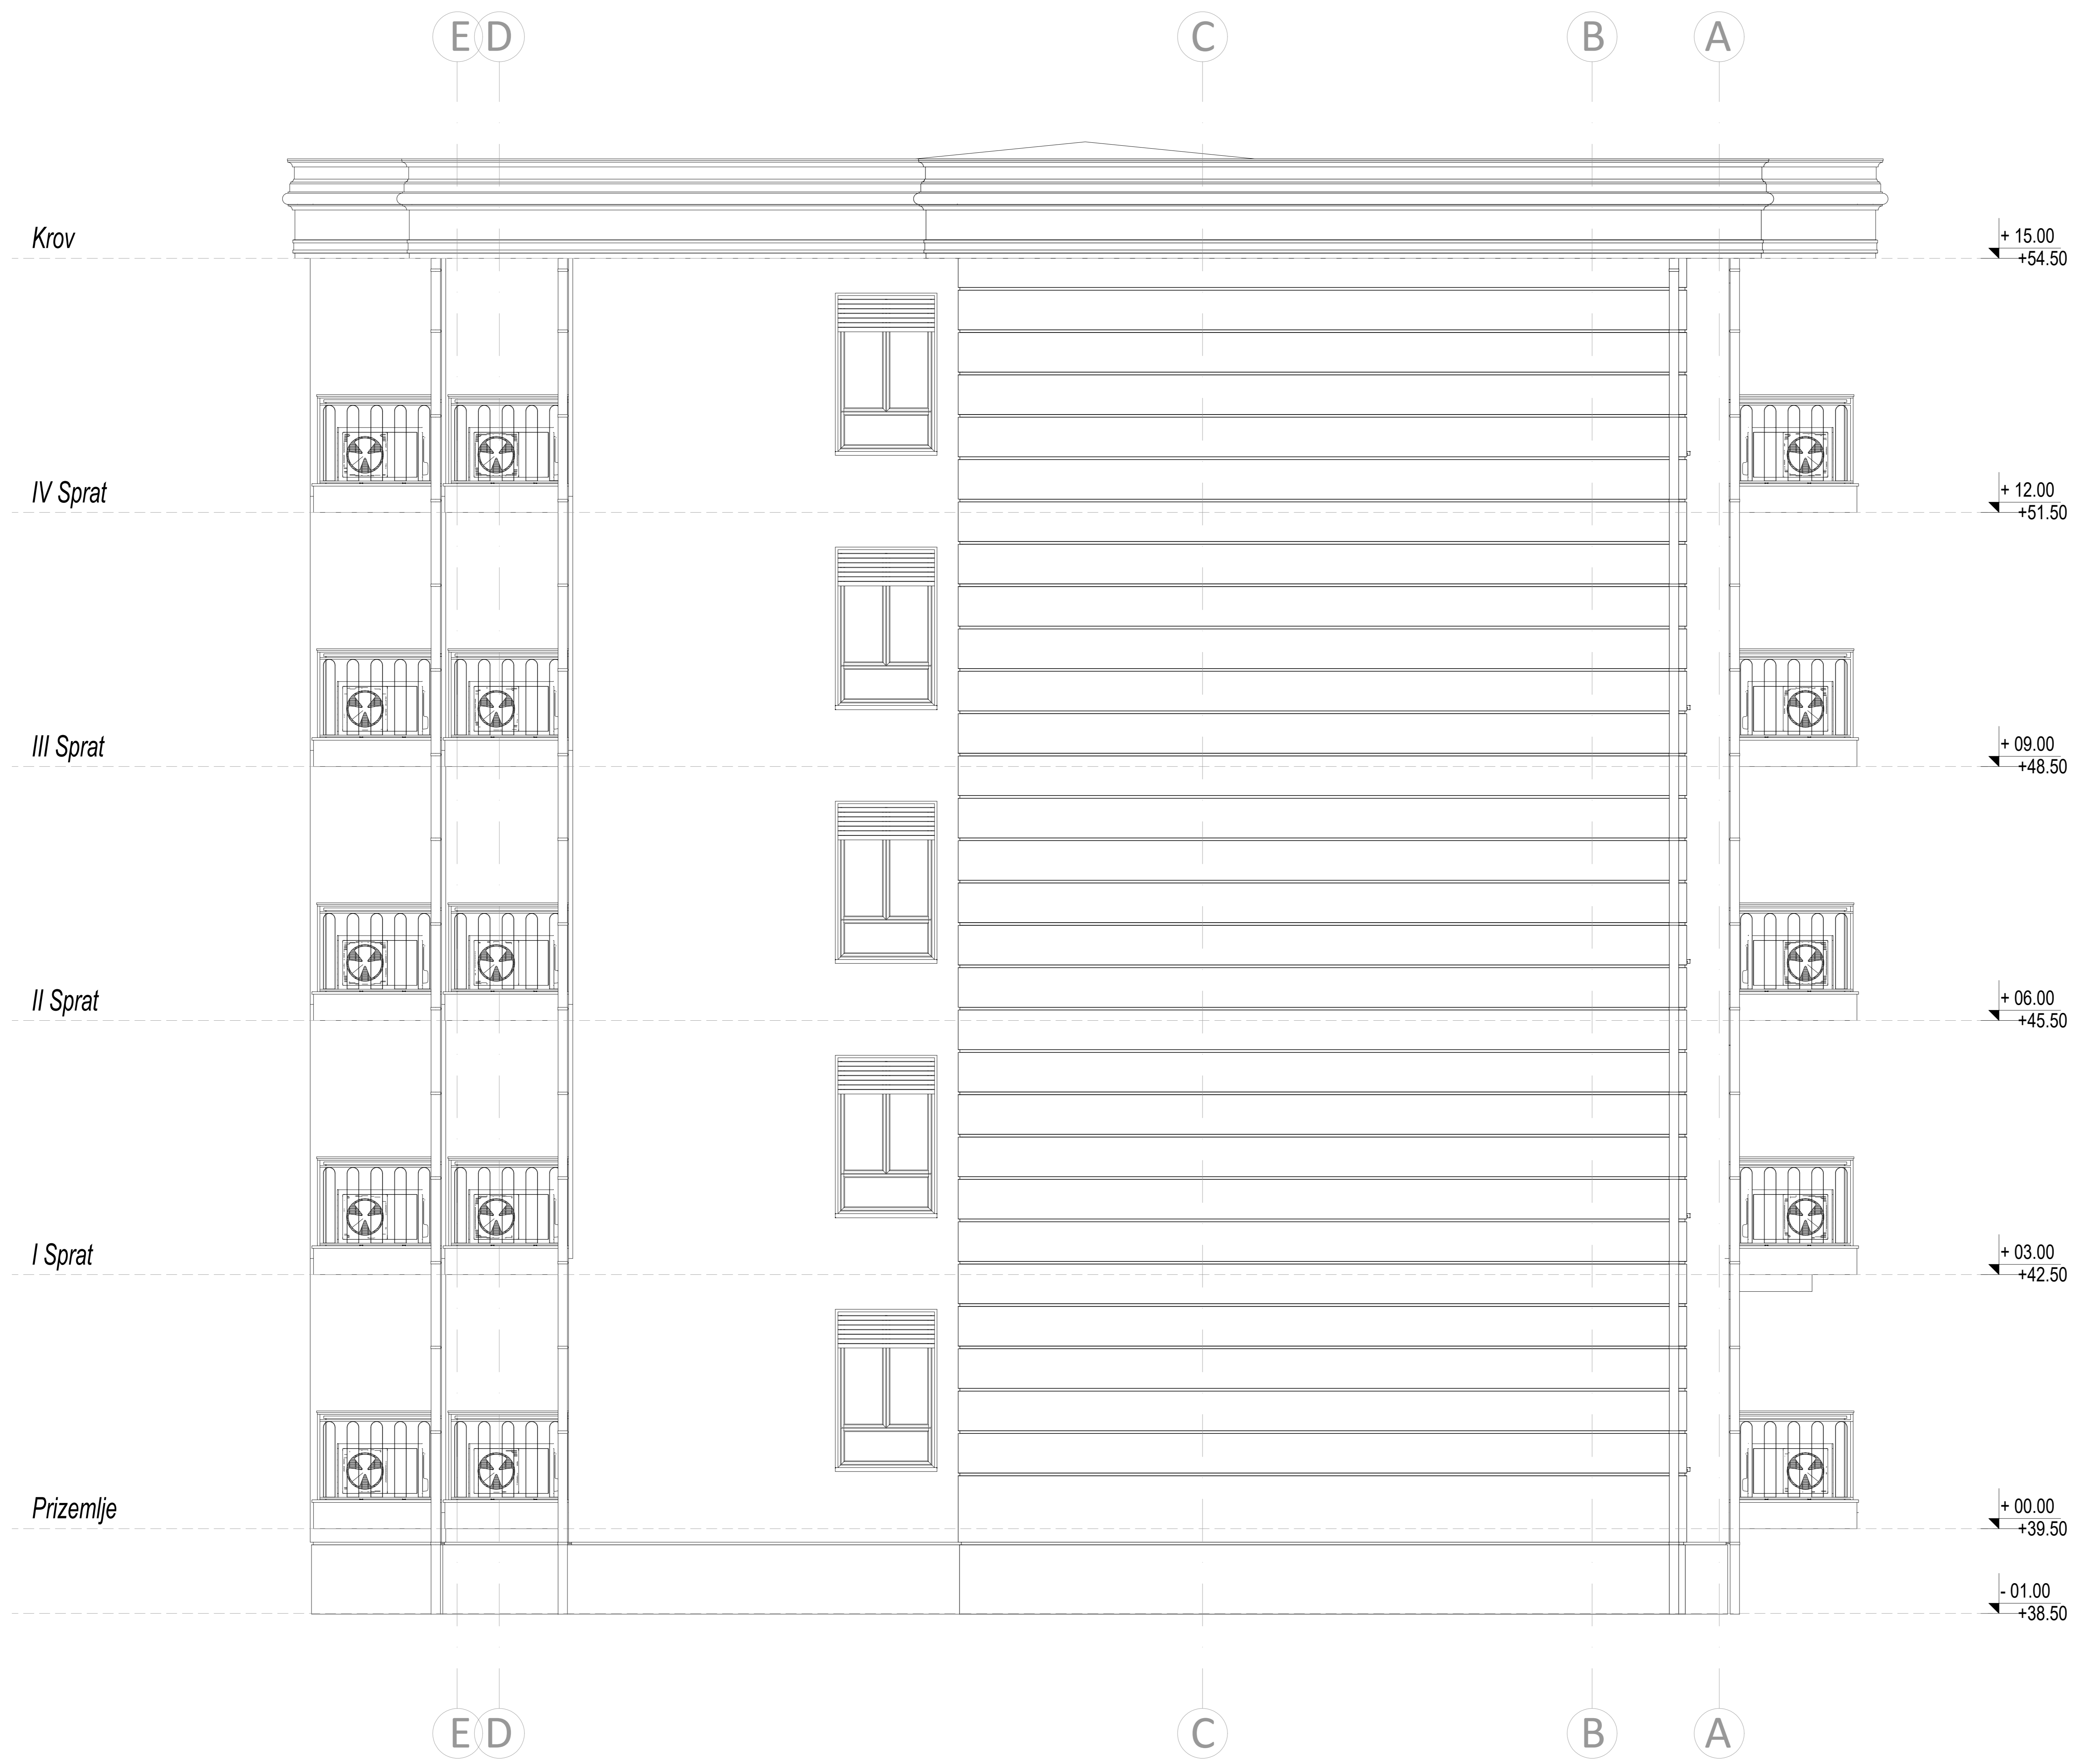 E D C B A
Krov
+ 15.00
+54.50
IV Sprat
+ 12.00
+51.50
III Sprat
+ 09.00
+48.50
II Sprat
+ 06.00
+45.50
I Sprat
+ 03.00
+42.50
Prizemlje
+ 00.00
+39.50
- 01.00
+38.50
E D C B A